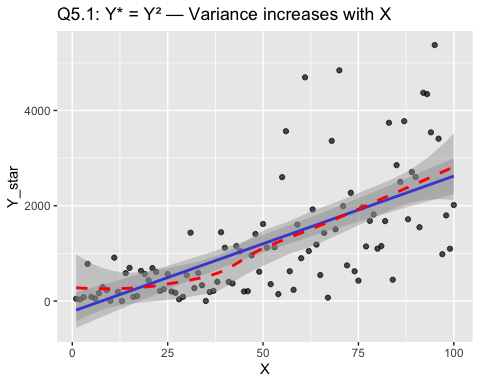 Q5.1: Y* = Y² — Variance increases with X
4000
2000
0
Y_star
0
25
50
75
100
X